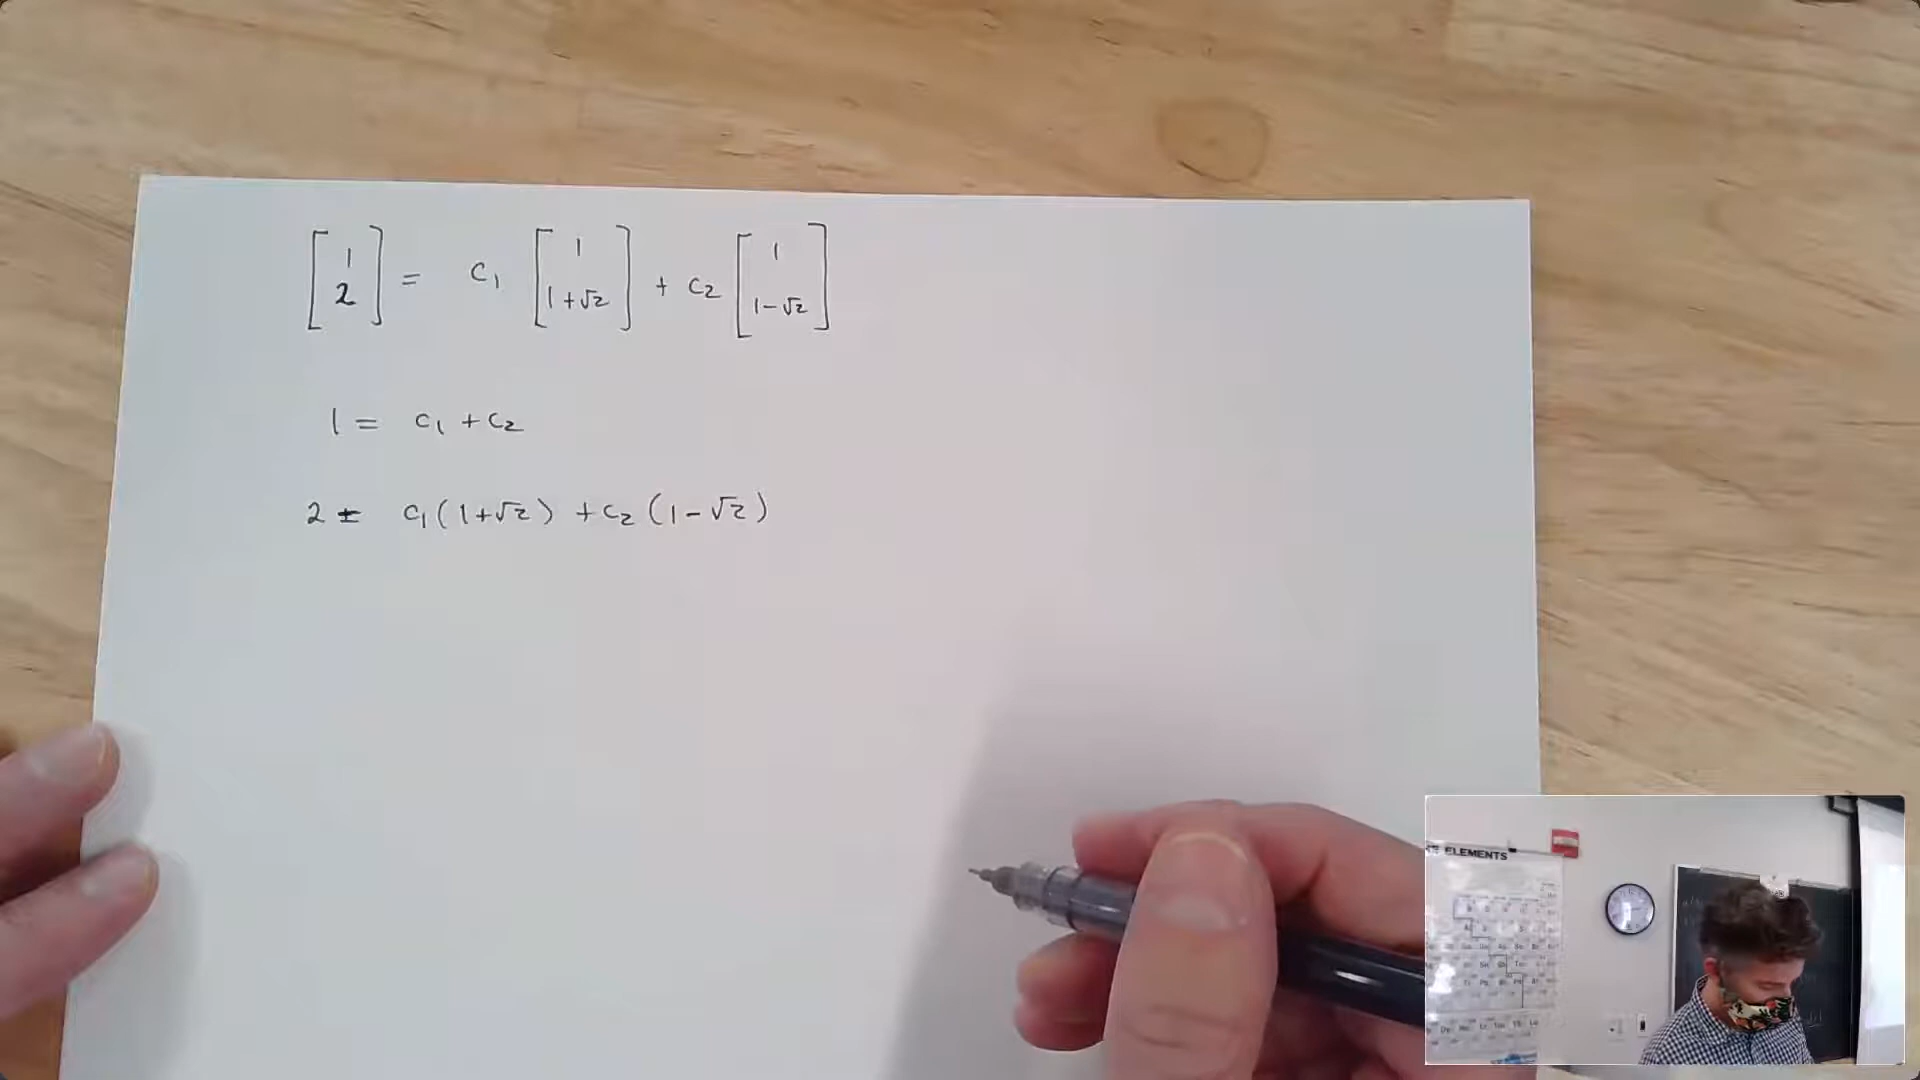 [1 2] = c₁ [1 1+√2] + c₂ [1 1-√2]
1 = c₁ + c₂
2 = c₁(1+√2) + c₂(1-√2)
ELEMENTS